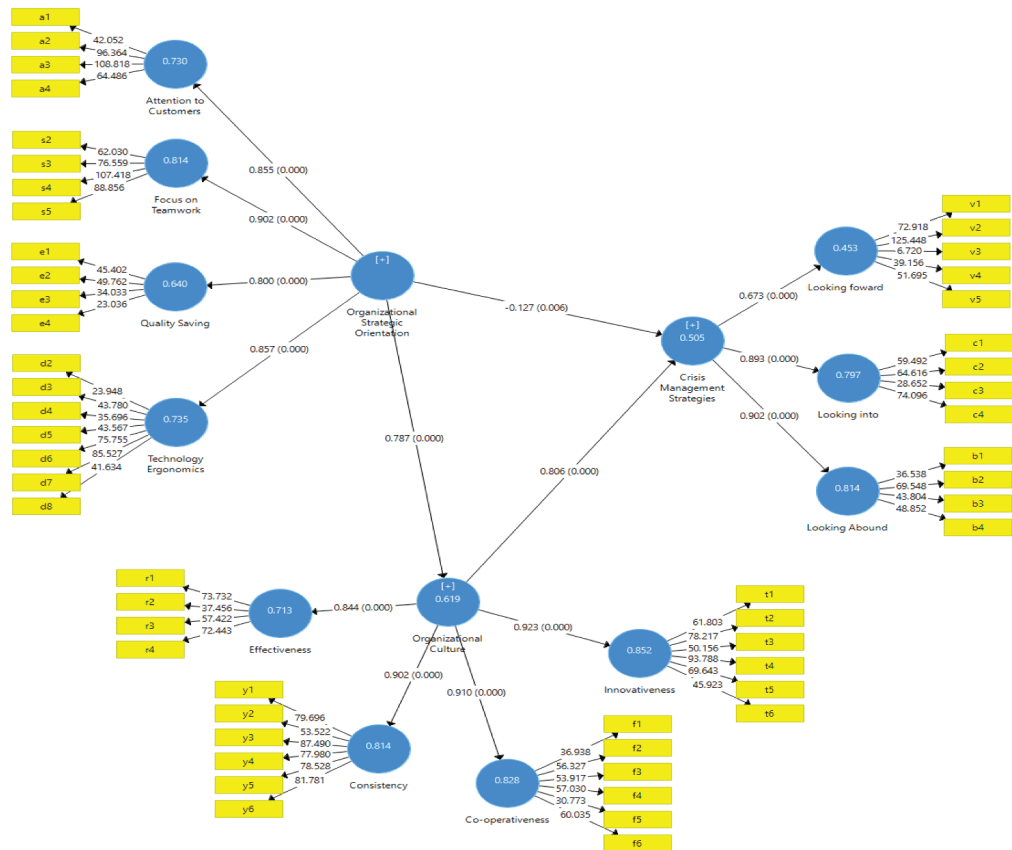 a1
a2
a3
a4
42.052
96.364
108.818
64.486
0.730
Attention to
Customers
s2
s3
s4
s5
62.030
76.559
107.418
88.856
0.814
Focus on
Teamwork
e1
e2
e3
e4
45.402
49.762
34.033
23.036
0.640
Quality Saving
d2
d3
d4
d5
d6
d7
d8
23.948
43.780
35.696
43.567
75.755
85.527
41.634
0.735
Technology
Ergonomics
0.855 (0.000)
0.902 (0.000)
0.800 (0.000)
0.857 (0.000)
[+]
Organizational
Strategic
Orientation
-0.127 (0.006)
0.787 (0.000)
0.806 (0.000)
[+]
0.505
Crisis
Management
Strategies
0.673 (0.000)
0.893 (0.000)
0.902 (0.000)
0.453
Looking foward
72.918
125.448
6.720
39.156
51.695
v1
v2
v3
v4
v5
0.797
Looking into
59.492
64.616
28.652
74.096
c1
c2
c3
c4
0.814
Looking Abound
36.538
69.548
43.804
48.852
b1
b2
b3
b4
[+]
0.619
Organizational
Culture
0.844 (0.000)
0.902 (0.000)
0.910 (0.000)
0.923 (0.000)
r1
r2
r3
r4
73.732
37.456
57.422
72.443
0.713
Effectiveness
y1
y2
y3
y4
y5
y6
79.696
53.522
87.490
77.980
78.528
81.781
0.814
Consistency
0.828
Co-operativeness
36.938
56.327
53.917
57.030
30.773
60.035
f1
f2
f3
f4
f5
f6
0.852
Innovativeness
61.803
78.217
50.156
93.788
69.643
45.923
t1
t2
t3
t4
t5
t6